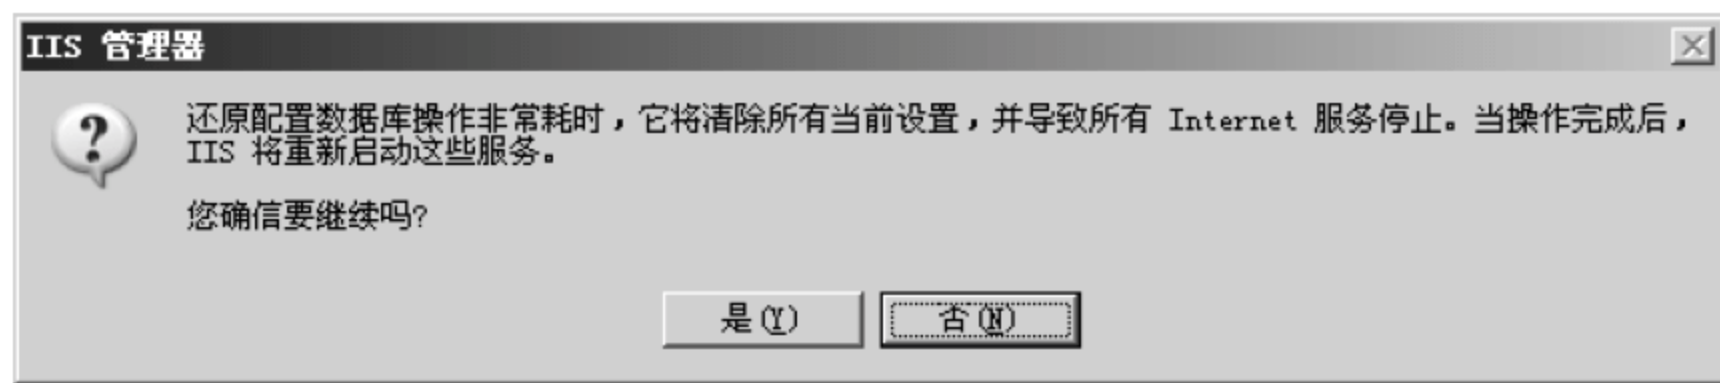 IIS 管理器
还原配置数据库操作非常耗时，它将清除所有当前设置，并导致所有 Internet 服务停止。当操作完成后，
IIS 将重新启动这些服务。
您确信要继续吗?
是(Y) 否(N)